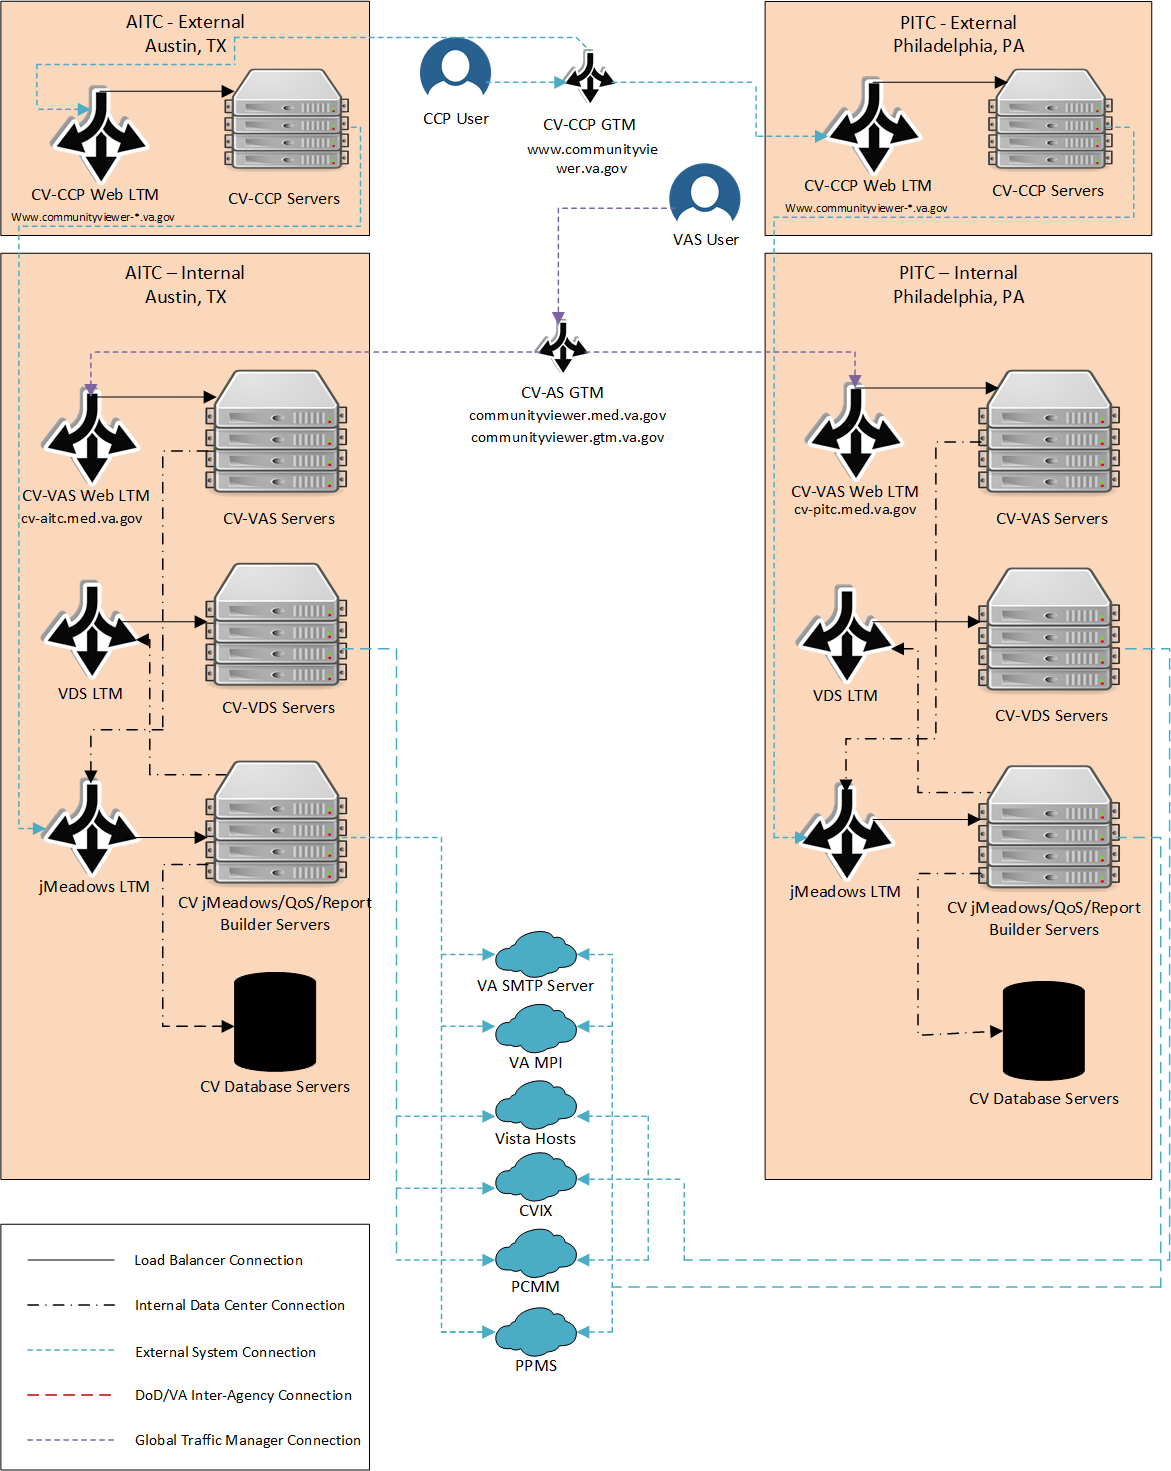 AITC - External
Austin, TX
CV-CCP Web LTM
Www.communityviewer-*.va.gov
CV-CCP Servers
CCP User
CV-CCP GTM
www.communityvie
wer.va.gov
VAS User
PITC - External
Philadelphia, PA
CV-CCP Web LTM
Www.communityviewer-*.va.gov
CV-CCP Servers
AITC – Internal
Austin, TX
CV-VAS Web LTM
cv-aitc.med.va.gov
CV-VAS Servers
VDS LTM
CV-VDS Servers
jMeadows LTM
CV jMeadows/QoS/Report
Builder Servers
CV Database Servers
CV-AS GTM
communityviewer.med.va.gov
communityviewer.gtm.va.gov
PITC – Internal
Philadelphia, PA
CV-VAS Web LTM
cv-pitc.med.va.gov
CV-VAS Servers
VDS LTM
CV-VDS Servers
jMeadows LTM
CV jMeadows/QoS/Report
Builder Servers
CV Database Servers
VA SMTP Server
VA MPI
Vista Hosts
CVIX
PCMM
PPMS
Load Balancer Connection
Internal Data Center Connection
External System Connection
DoD/VA Inter-Agency Connection
Global Traffic Manager Connection